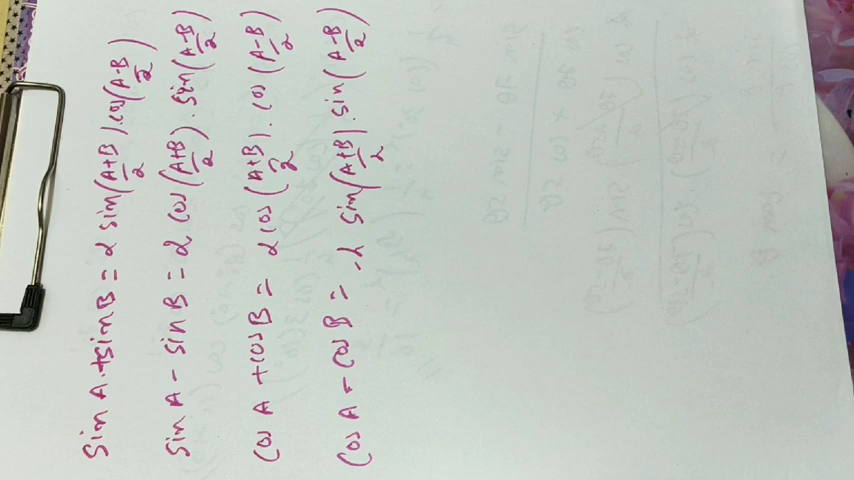 Sin A + sin B = 2 sin(A+B/2) . cos(A-B/2)
sin A - sin B = 2 cos(A+B/2) . sin(A-B/2)
cos A + cos B = 2 cos(A+B/2) . cos(A-B/2)
cos A - cos B = -2 sin(A+B/2) . sin(A-B/2)